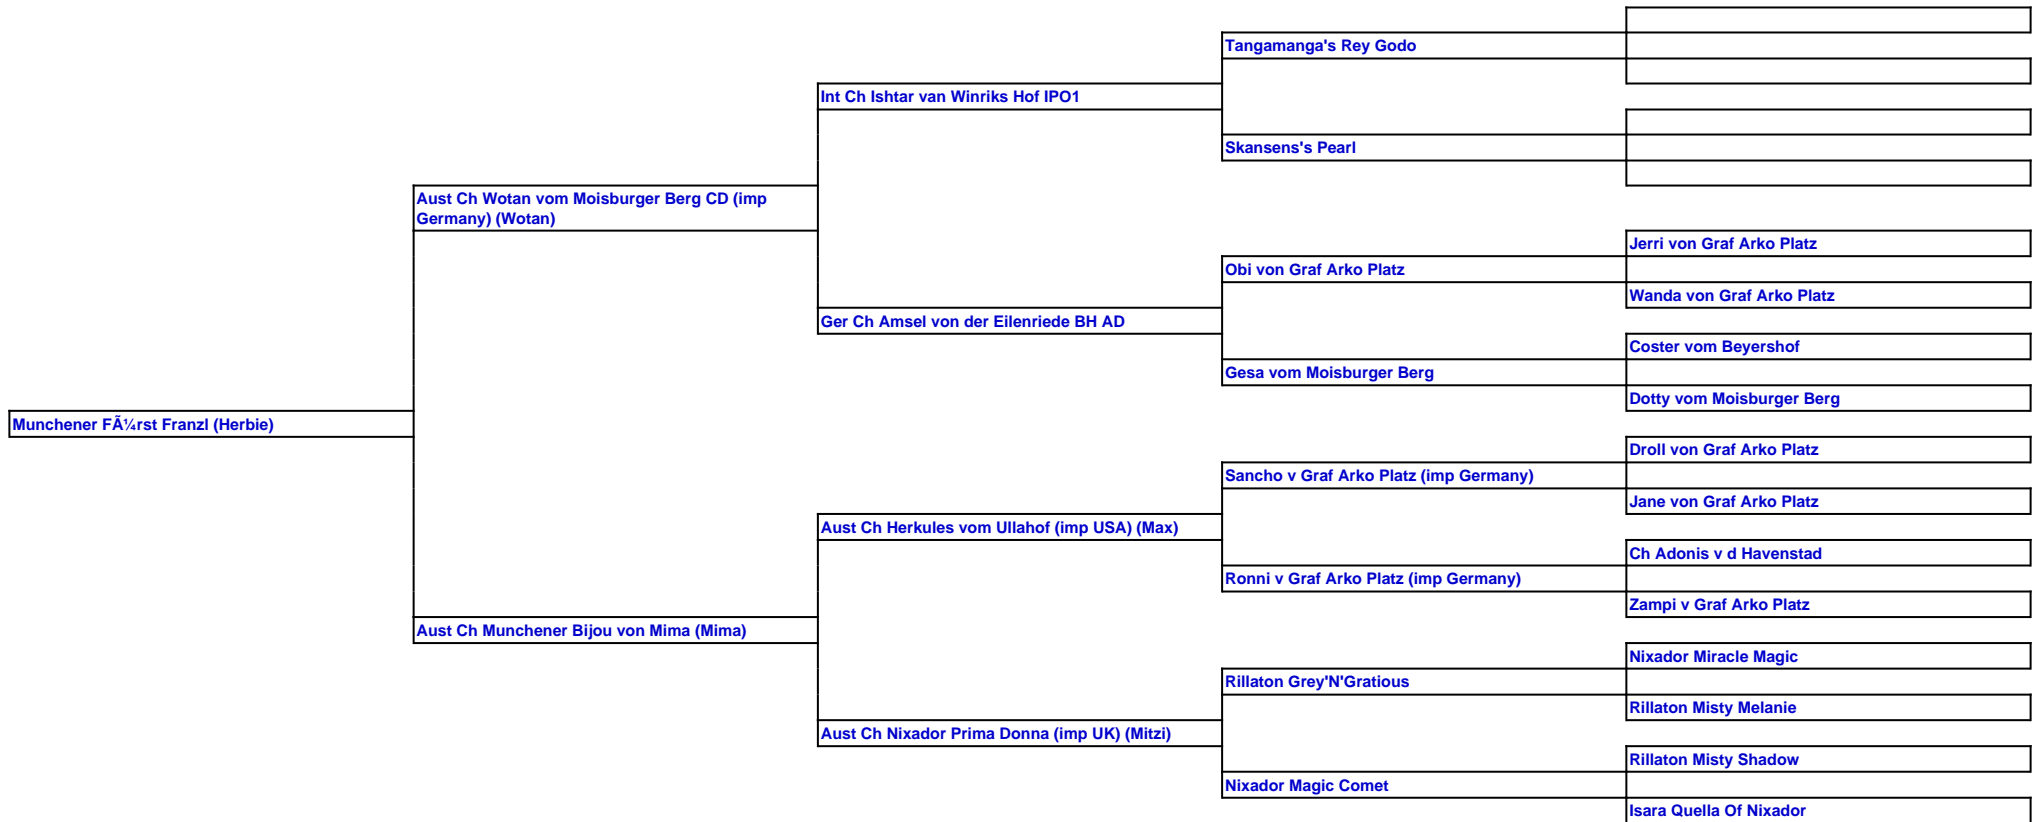 Tangamanga's Rey Godo
Int Ch Ishtar van Winriks Hof IPO1
Skansens's Pearl
Aust Ch Wotan vom Moisburger Berg CD (imp
Germany) (Wotan)
Jerri von Graf Arko Platz
Obi von Graf Arko Platz
Wanda von Graf Arko Platz
Ger Ch Amsel von der Eilenriede BH AD
Coster vom Beyershof
Gesa vom Moisburger Berg
Dotty vom Moisburger Berg
Munchener FÃ¼rst Franzl (Herbie)
Droll von Graf Arko Platz
Sancho v Graf Arko Platz (imp Germany)
Jane von Graf Arko Platz
Aust Ch Herkules vom Ullahof (imp USA) (Max)
Ch Adonis v d Havenstad
Ronni v Graf Arko Platz (imp Germany)
Zampi v Graf Arko Platz
Aust Ch Munchener Bijou von Mima (Mima)
Nixador Miracle Magic
Rillaton Grey'N'Gratious
Rillaton Misty Melanie
Aust Ch Nixador Prima Donna (imp UK) (Mitzi)
Rillaton Misty Shadow
Nixador Magic Comet
Isara Quella Of Nixador